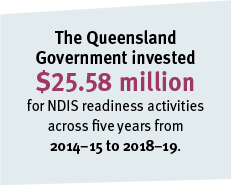 The Queensland
Government invested
$25.58 million
for NDIS readiness activities
across five years from
2014–15 to 2018–19.